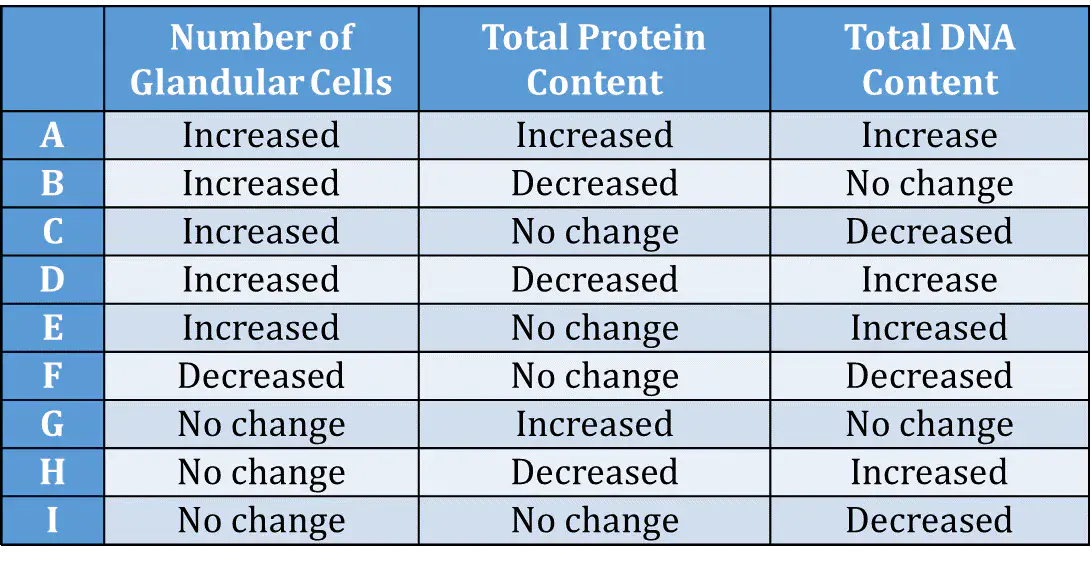 Number of Glandular Cells Total Protein Content Total DNA Content
A Increased Increased Increase
B Increased Decreased No change
C Increased No change Decreased
D Increased Decreased Increase
E Increased No change Increased
F Decreased No change Decreased
G No change Increased No change
H No change Decreased Increased
I No change No change Decreased